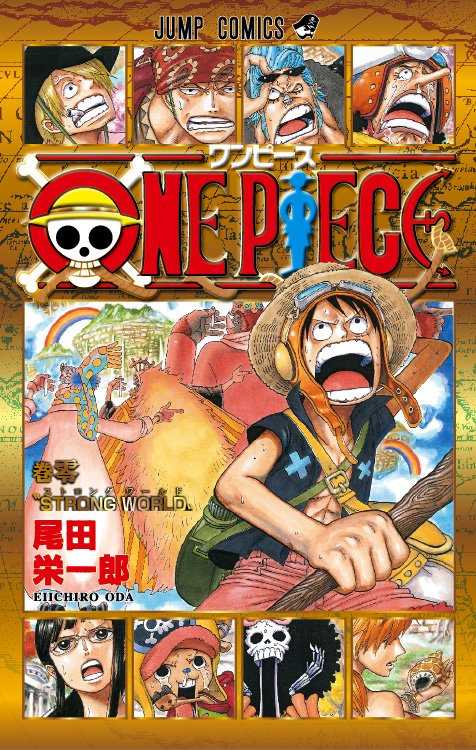 JUMP COMICS
ワンピース
ONE PIECE
巻零
ストロングワールド
"STRONG WORLD"
尾田
栄一郎
EIICHIRO ODA